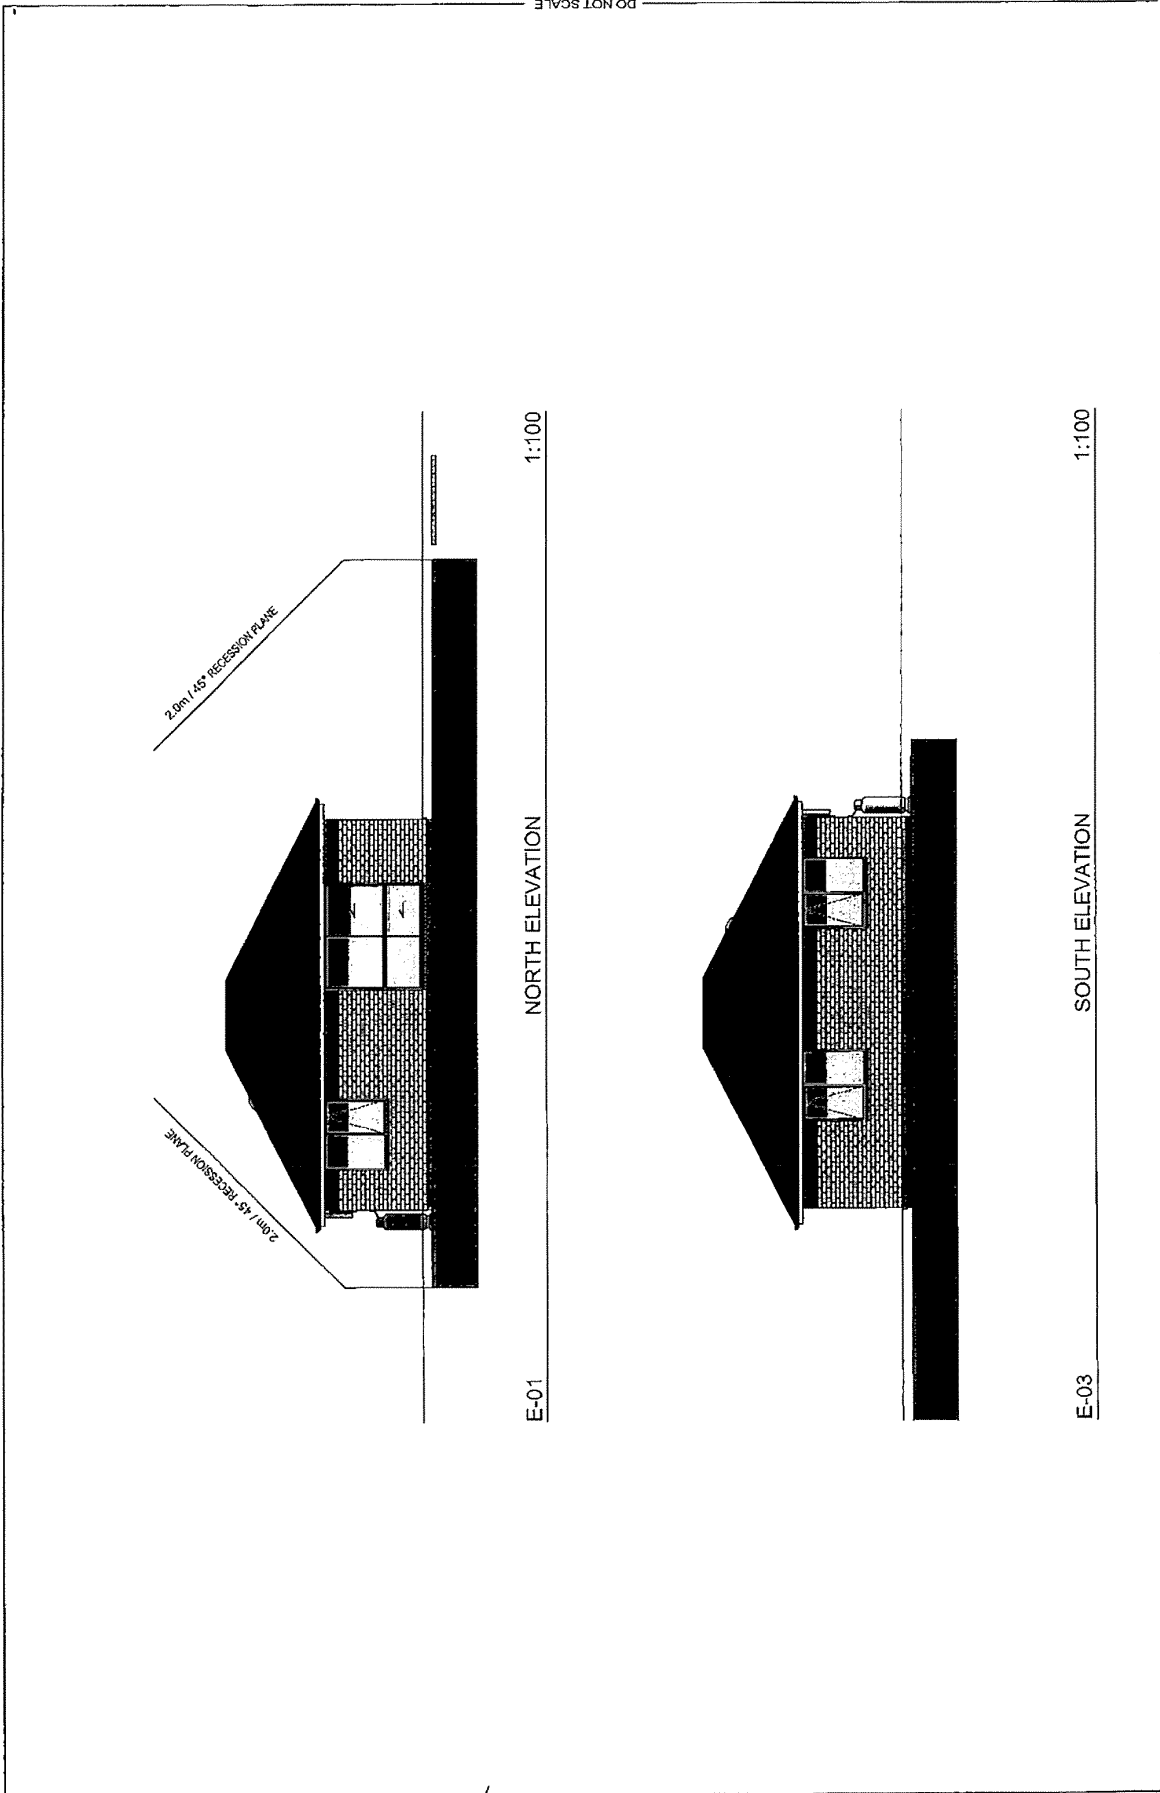 DO NOT SCALE
2.0m / 45° RECESSION PLANE
2.0m / 45° RECESSION PLANE
E-01 NORTH ELEVATION 1:100
E-03 SOUTH ELEVATION 1:100